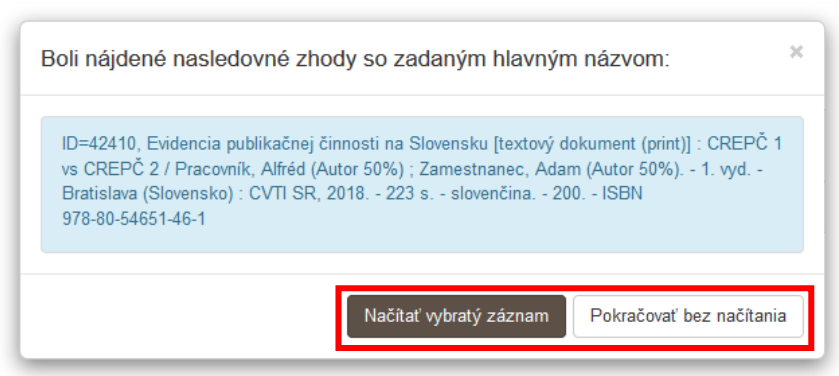 Boli nájdené nasledovné zhody so zadaným hlavným názvom:
×
ID=42410, Evidencia publikačnej činnosti na Slovensku [textový dokument (print)] : CREPČ 1
vs CREPČ 2 / Pracovník, Alfréd (Autor 50%) ; Zamestnanec, Adam (Autor 50%). - 1. vyd. -
Bratislava (Slovensko) : CVTI SR, 2018. - 223 s. - slovenčina. - 200. - ISBN
978-80-54651-46-1
Načítať vybratý záznam
Pokračovať bez načítania